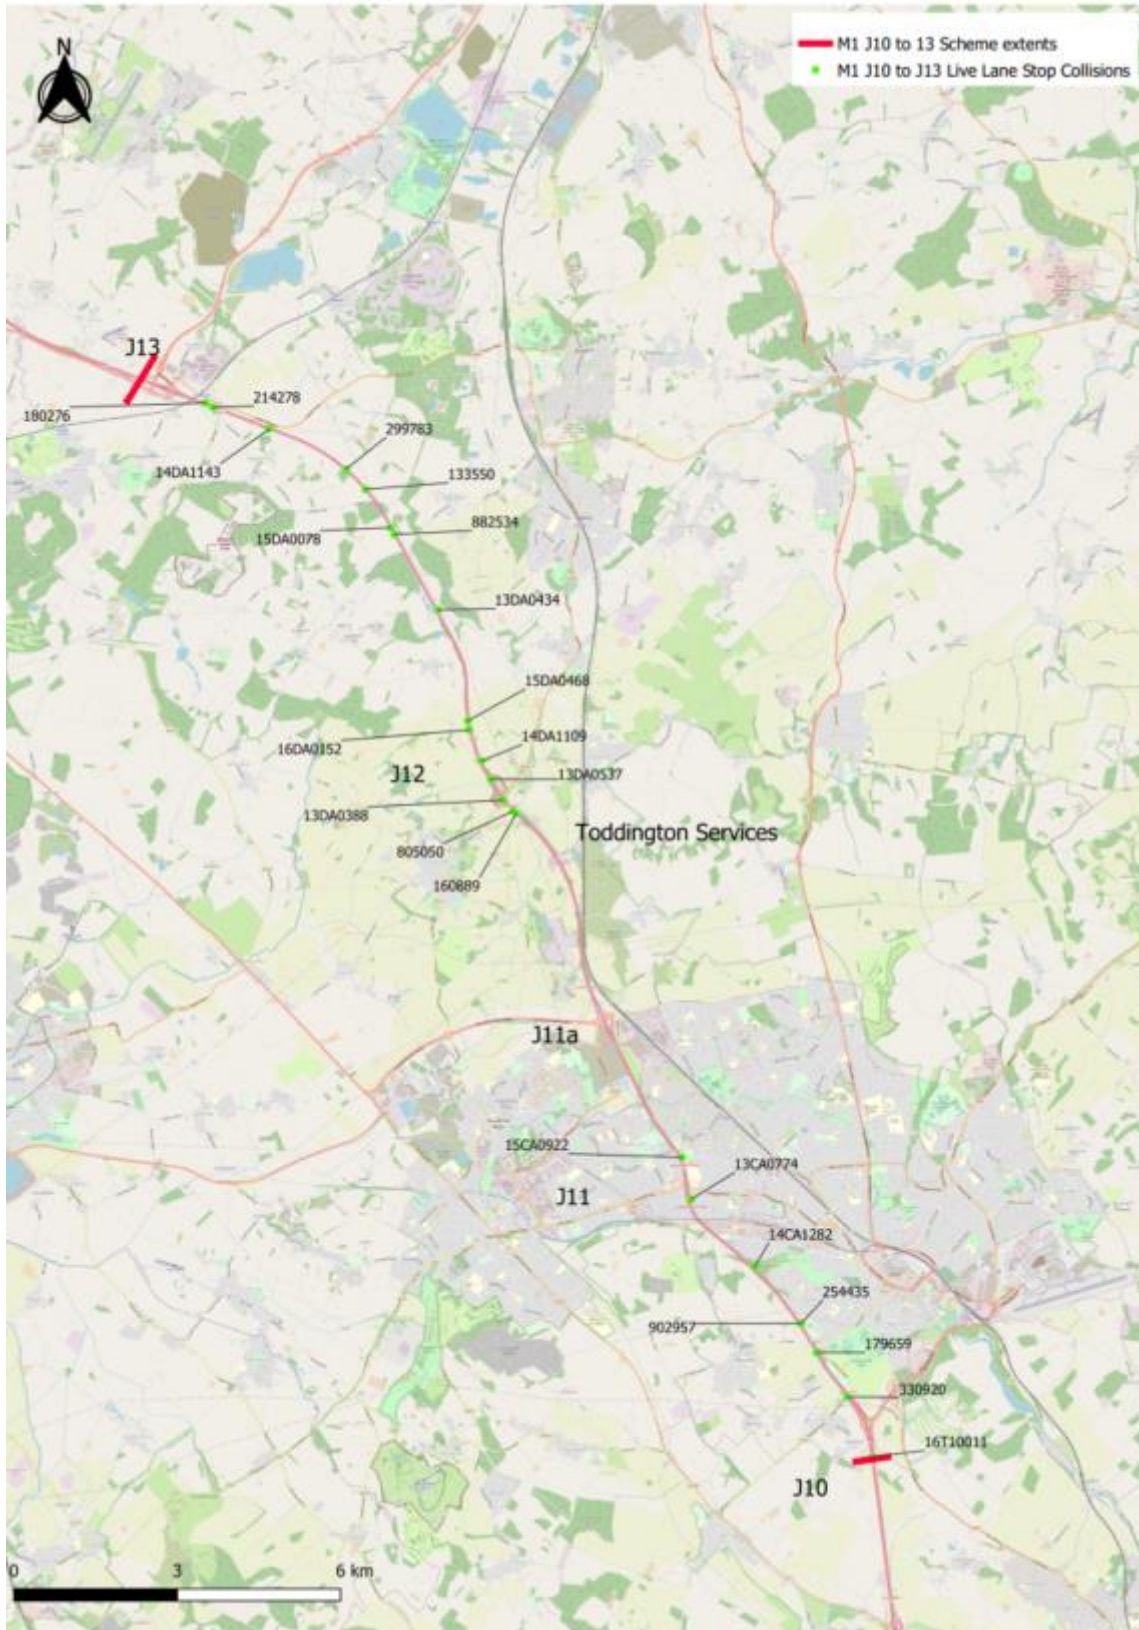 N
M1 J10 to 13 Scheme extents
M1 J10 to J13 Live Lane Stop Collisions
J13
180276
214278
14DA1143
299783
133550
15DA0078
882534
13DA0434
15DA0468
16DA0152
14DA1109
J12
13DA0537
13DA0388
805050
Toddington Services
160889
J11a
15CA0922
13CA0774
J11
14CA1282
254435
902957
179659
330920
16T10011
J10
0 3 6 km